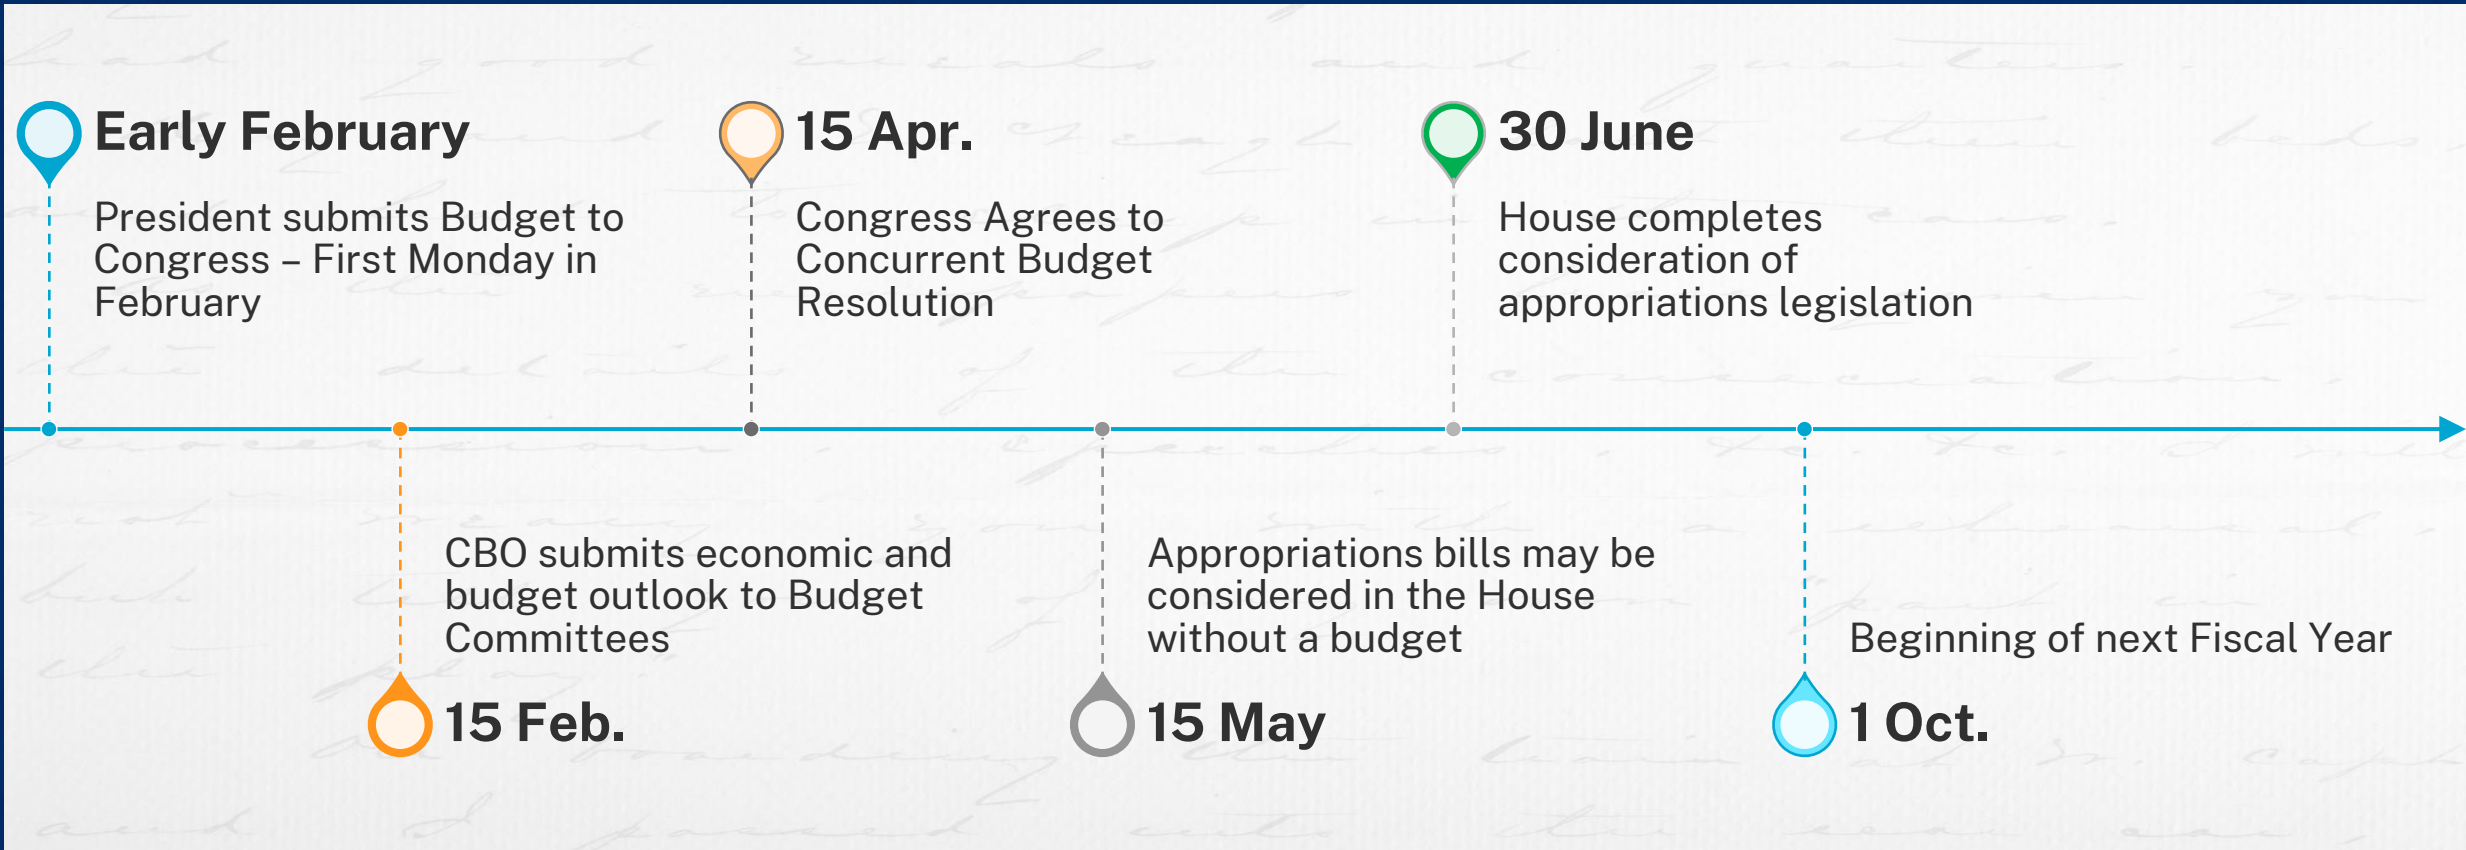 Early February
President submits Budget to
Congress – First Monday in
February
15 Apr.
Congress Agrees to
Concurrent Budget
Resolution
30 June
House completes
consideration of
appropriations legislation
CBO submits economic and
budget outlook to Budget
Committees
15 Feb.
Appropriations bills may be
considered in the House
without a budget
15 May
Beginning of next Fiscal Year
1 Oct.